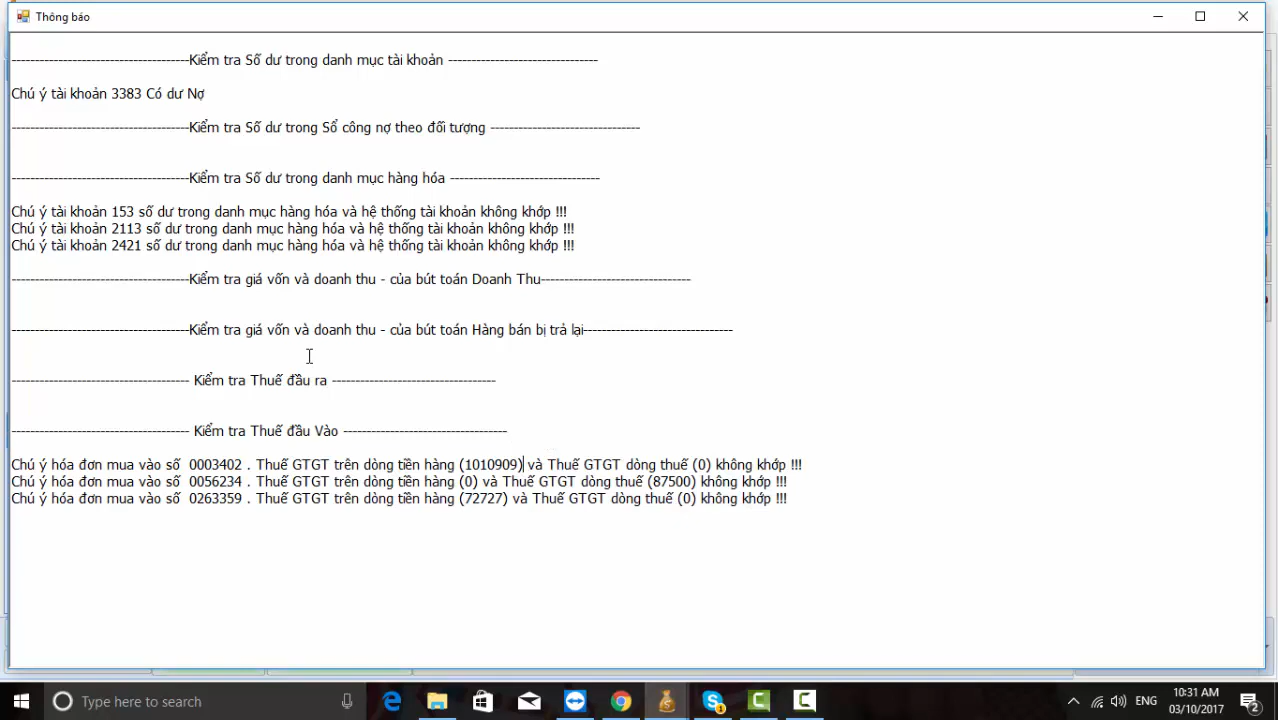 Thông báo
--------------------------------------Kiểm tra Số dư trong danh mục tài khoản --------------------------------
Chú ý tài khoản 3383 Có dư Nợ
--------------------------------------Kiểm tra Số dư trong Sổ công nợ theo đối tượng --------------------------------
--------------------------------------Kiểm tra Số dư trong danh mục hàng hóa --------------------------------
Chú ý tài khoản 153 số dư trong danh mục hàng hóa và hệ thống tài khoản không khớp !!!
Chú ý tài khoản 2113 số dư trong danh mục hàng hóa và hệ thống tài khoản không khớp !!!
Chú ý tài khoản 2421 số dư trong danh mục hàng hóa và hệ thống tài khoản không khớp !!!
--------------------------------------Kiểm tra giá vốn và doanh thu - của bút toán Doanh Thu--------------------------------
--------------------------------------Kiểm tra giá vốn và doanh thu - của bút toán Hàng bán bị trả lại--------------------------------
-------------------------------------- Kiểm tra Thuế đầu ra -----------------------------------
-------------------------------------- Kiểm tra Thuế đầu Vào -----------------------------------
Chú ý hóa đơn mua vào số 0003402 . Thuế GTGT trên dòng tiền hàng (1010909) và Thuế GTGT dòng thuế (0) không khớp !!!
Chú ý hóa đơn mua vào số 0056234 . Thuế GTGT trên dòng tiền hàng (0) và Thuế GTGT dòng thuế (87500) không khớp !!!
Chú ý hóa đơn mua vào số 0263359 . Thuế GTGT trên dòng tiền hàng (72727) và Thuế GTGT dòng thuế (0) không khớp !!!
Type here to search
ENG
10:31 AM
03/10/2017